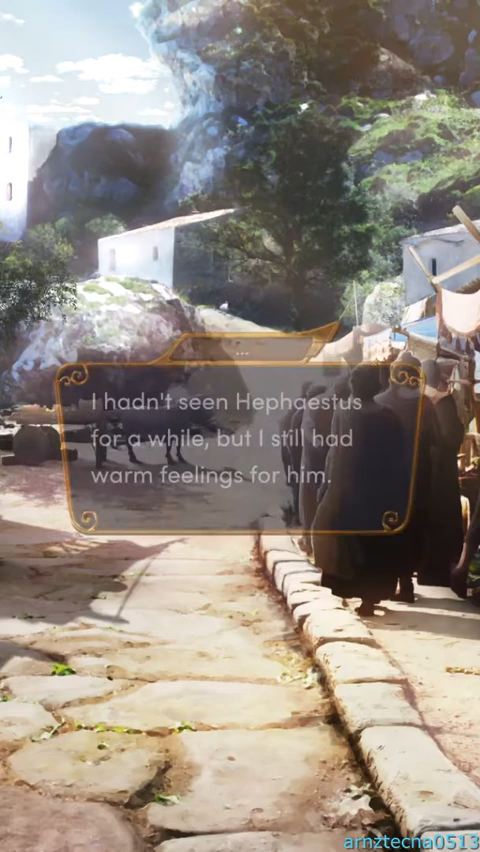 ...
I hadn't seen Hephaestus
for a while, but I still had
warm feelings for him.
arnztecna0513